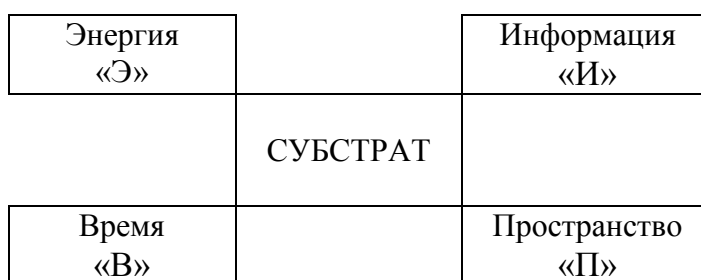 Энергия
«Э»
Информация
«И»
СУБСТРАТ
Время
«В»
Пространство
«П»